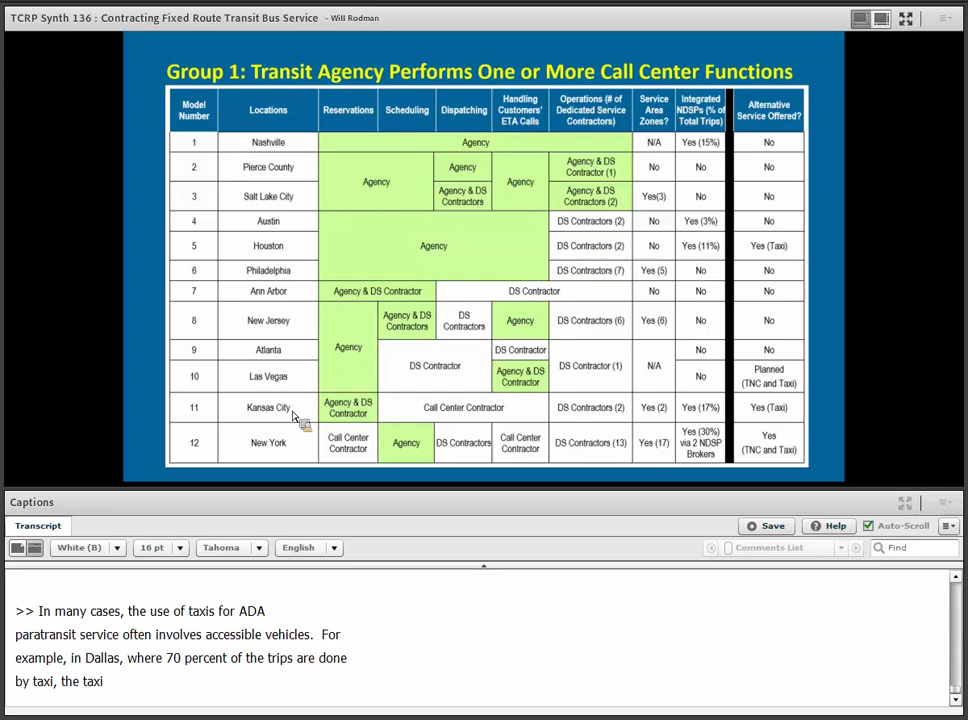 TCRP Synth 136 : Contracting Fixed Route Transit Bus Service - Will Rodman
Group 1: Transit Agency Performs One or More Call Center Functions
Model Number Locations Reservations Scheduling Dispatching Handling Customers' ETA Calls Operations (# of Dedicated Service Contractors) Service Area Zones? Integrated NDSPs (% of Total Trips) Alternative Service Offered?
1 Nashville Agency N/A Yes (15%) No
2 Pierce County Agency Agency Agency Agency & DS Contractor (1) No No No
3 Salt Lake City Agency & DS Contractors Agency & DS Contractors (2) Yes(3) No No
4 Austin DS Contractors (2) No Yes (3%) No
5 Houston Agency DS Contractors (2) No Yes (11%) Yes (Taxi)
6 Philadelphia DS Contractors (7) Yes (5) No No
7 Ann Arbor Agency & DS Contractor DS Contractor No No No
8 New Jersey Agency Agency & DS Contractors DS Contractors Agency DS Contractors (6) Yes (6) No No
9 Atlanta DS Contractor DS Contractor DS Contractor (1) N/A No No
10 Las Vegas Agency & DS Contractor No Planned (TNC and Taxi)
11 Kansas City Agency & DS Contractor Call Center Contractor DS Contractors (2) Yes (2) Yes (17%) Yes (Taxi)
12 New York Call Center Contractor Agency DS Contractors Call Center Contractor DS Contractors (13) Yes (17) Yes (30%) via 2 NDSP Brokers Yes (TNC and Taxi)
Captions
Transcript Save Help Auto-Scroll
White (B) 16 pt Tahoma English Comments List Find
>> In many cases, the use of taxis for ADA
paratransit service often involves accessible vehicles. For
example, in Dallas, where 70 percent of the trips are done
by taxi, the taxi